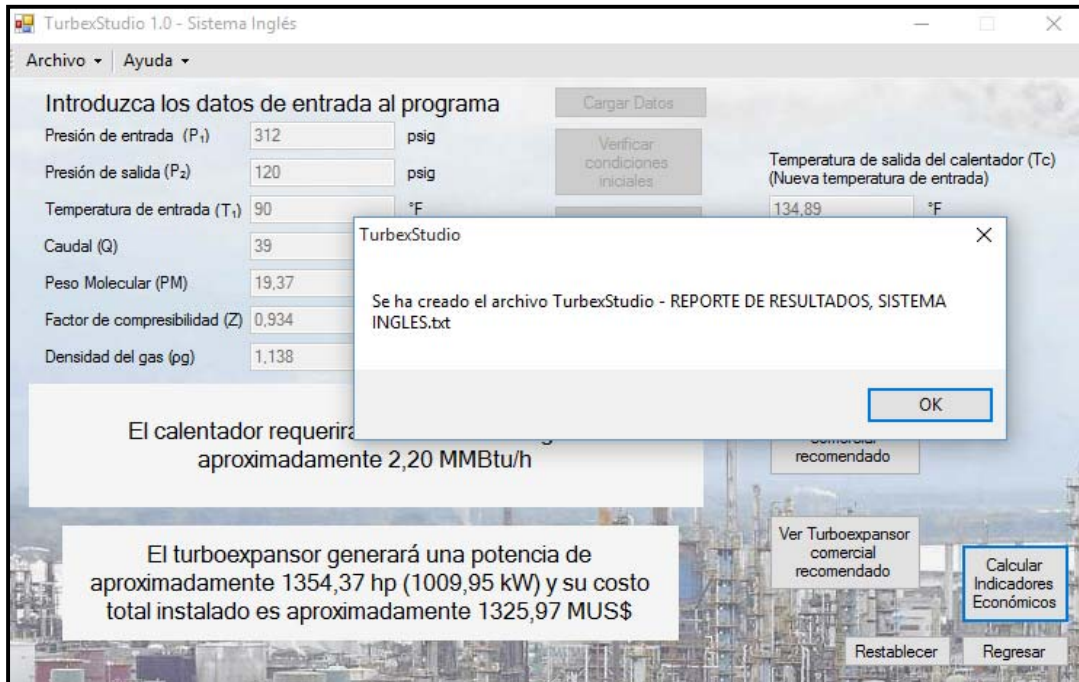 TurbexStudio 1.0 - Sistema Inglés
Archivo Ayuda
Introduzca los datos de entrada al programa
Cargar Datos
Presión de entrada (P₁) 312 psig
Verificar
condiciones
iniciales
Presión de salida (P₂) 120 psig
Temperatura de salida del calentador (Tc)
(Nueva temperatura de entrada)
Temperatura de entrada (T₁) 90 °F
134,89 °F
Caudal (Q) 39
Peso Molecular (PM) 19,37
Factor de compresibilidad (Z) 0,934
Densidad del gas (ρg) 1,138
TurbexStudio
Se ha creado el archivo TurbexStudio - REPORTE DE RESULTADOS, SISTEMA
INGLES.txt
OK
El calentador requerirá
aproximadamente 2,20 MMBtu/h
comercial
recomendado
El turboexpansor generará una potencia de
aproximadamente 1354,37 hp (1009,95 kW) y su costo
total instalado es aproximadamente 1325,97 MUS$
Ver Turboexpansor
comercial
recomendado
Calcular
Indicadores
Económicos
Restablecer
Regresar